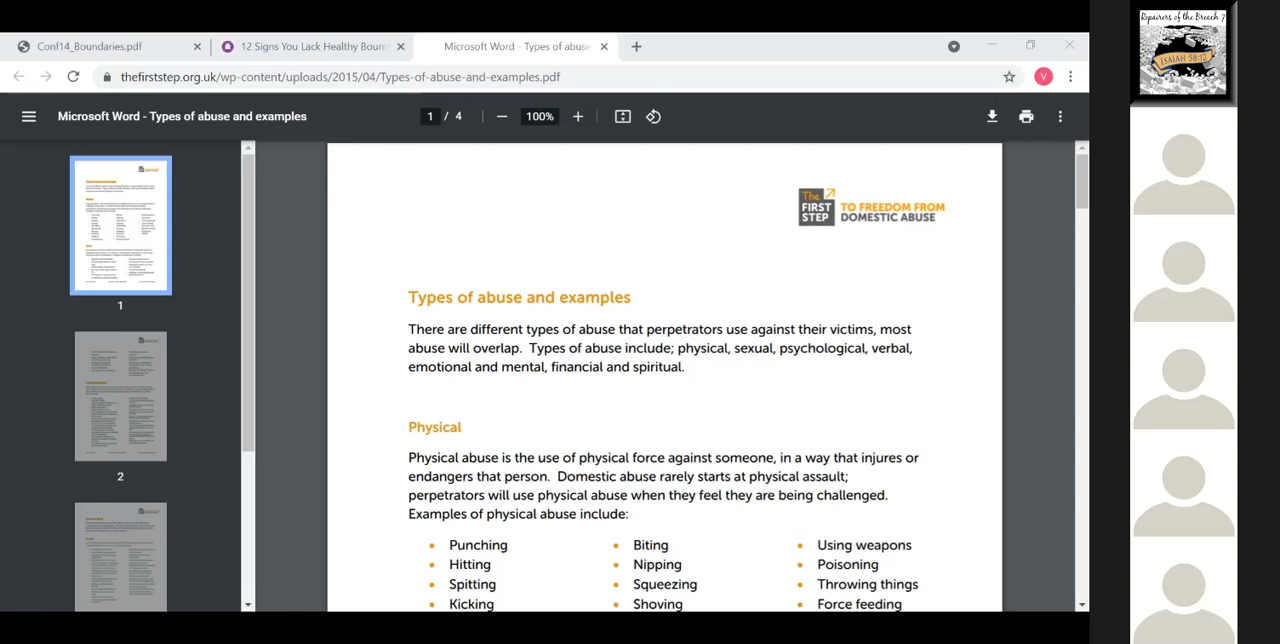 Repairers of the Breach 7
ISAIAH 58:12
Conf14_Boundaries.pdf
12 Signs You Lack Healthy Boun
Microsoft Word - Types of abuse
thefirststep.org.uk/wp-content/uploads/2015/04/Types-of-abuse-and-examples.pdf
V
Microsoft Word - Types of abuse and examples
1 / 4
100%
1
2
The FIRST STEP
TO FREEDOM FROM
DOMESTIC ABUSE
Types of abuse and examples
There are different types of abuse that perpetrators use against their victims, most
abuse will overlap. Types of abuse include; physical, sexual, psychological, verbal,
emotional and mental, financial and spiritual.
Physical
Physical abuse is the use of physical force against someone, in a way that injures or
endangers that person. Domestic abuse rarely starts at physical assault;
perpetrators will use physical abuse when they feel they are being challenged.
Examples of physical abuse include:
• Punching
• Hitting
• Spitting
• Kicking
• Biting
• Nipping
• Squeezing
• Shoving
• Using weapons
• Poisoning
• Throwing things
• Force feeding